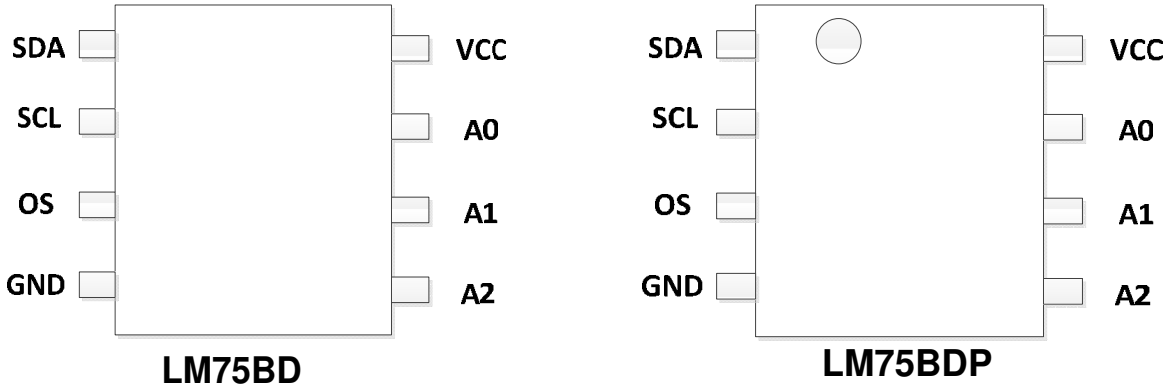 SDA
VCC
SCL
A0
OS
A1
GND
A2
LM75BD
SDA
VCC
SCL
A0
OS
A1
GND
A2
LM75BDP